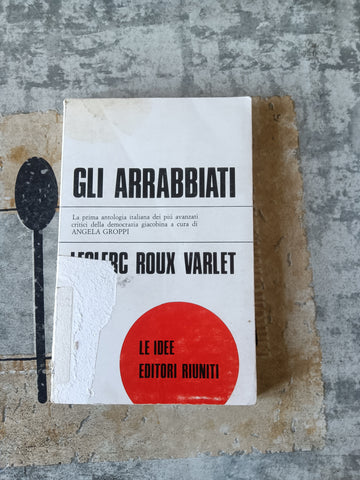 GLI ARRABBIATI
La prima antologia italiana dei più avanzati
critici della democrazia giacobina a cura di
ANGELA GROPPI
LECLERC ROUX VARLET
LE IDEE
EDITORI RIUNITI